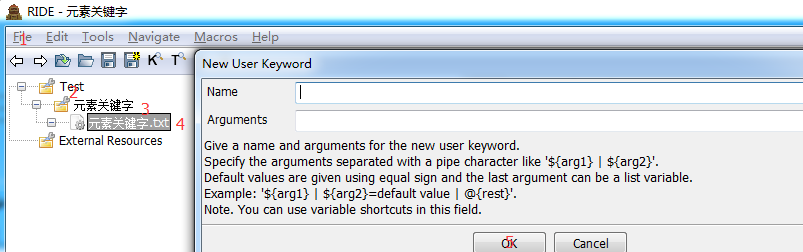 RIDE - 元素关键字
File Edit Tools Navigate Macros Help
1
K T
New User Keyword
Test
Name
2
元素关键字
3
元素关键字.txt
4
Arguments
External Resources
Give a name and arguments for the new user keyword.
Specify the arguments separated with a pipe character like '${arg1} | ${arg2}'.
Default values are given using equal sign and the last argument can be a list variable.
Example: '${arg1} | ${arg2}=default value | @{rest}'.
Note. You can use variable shortcuts in this field.
OK Cancel
5